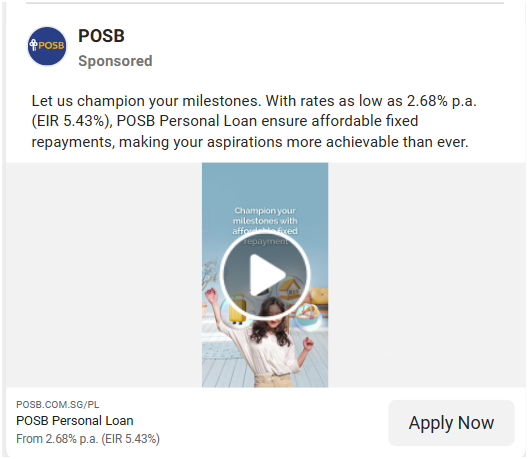 POSB
POSB
Sponsored
Let us champion your milestones. With rates as low as 2.68% p.a.
(EIR 5.43%), POSB Personal Loan ensure affordable fixed
repayments, making your aspirations more achievable than ever.
Champion your
milestones with
affordable fixed
repayment
POSB.COM.SG/PL
POSB Personal Loan
From 2.68% p.a. (EIR 5.43%)
Apply Now